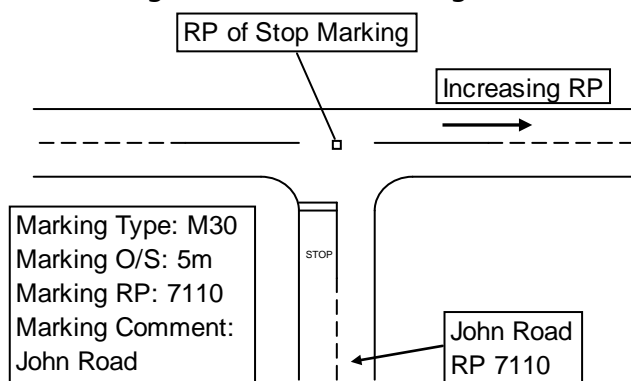 RP of Stop Marking
Increasing RP
Marking Type: M30
Marking O/S: 5m
Marking RP: 7110
Marking Comment:
John Road
STOP
John Road
RP 7110